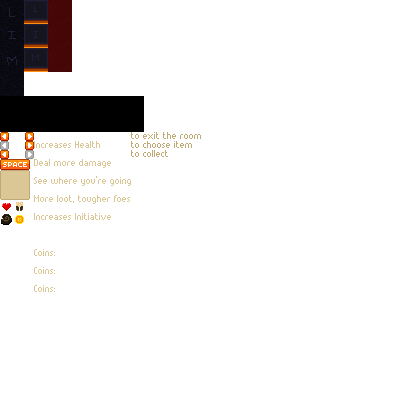 L
I S
M M
to exit the room
Increases Health to choose item
to collect
SPACE Deal more damage
See where you're going
More loot, tougher foes
Increases Initiative
Coins:
Coins:
Coins: